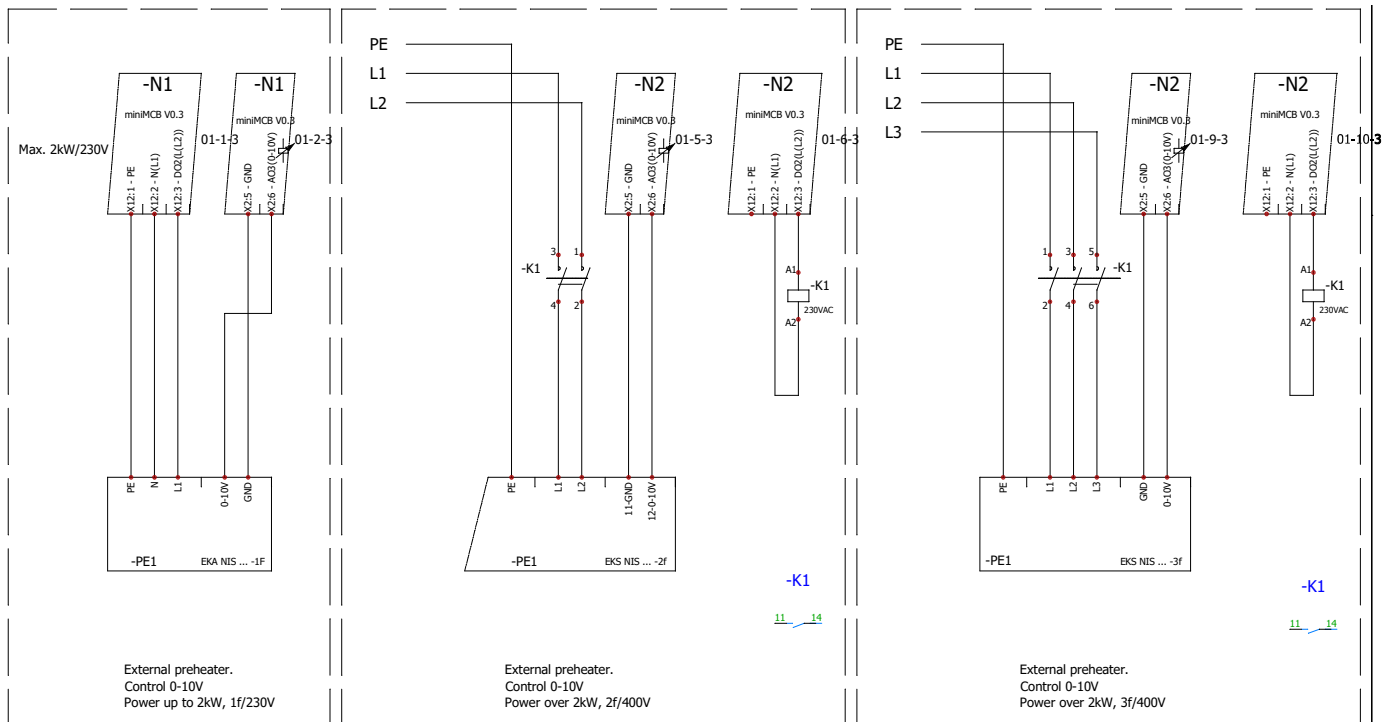 Max. 2kW/230V
-N1
miniMCB V0.3
01-1-3
X12:1 - PE
X12:2 - N(L1)
X12:3 - DO2(L(L2))
-N1
miniMCB V0.3
01-2-3
X2:5 - GND
X2:6 - AO3(0-10V)
PE
N
L1
0-10V
GND
-PE1
EKA NIS ... -1F
External preheater.
Control 0-10V
Power up to 2kW, 1f/230V
PE
L1
L2
-N2
miniMCB V0.3
01-5-3
X2:5 - GND
X2:6 - AO3(0-10V)
-N2
miniMCB V0.3
01-6-3
X12:1 - PE
X12:2 - N(L1)
X12:3 - DO2(L(L2))
3
1
-K1
4
2
A1
-K1
230VAC
A2
PE
L1
L2
11-GND
12-0-10V
-PE1
EKS NIS ... -2f
-K1
11
14
External preheater.
Control 0-10V
Power over 2kW, 2f/400V
PE
L1
L2
L3
-N2
miniMCB V0.3
01-9-3
X2:5 - GND
X2:6 - AO3(0-10V)
-N2
miniMCB V0.3
01-10-3
X12:1 - PE
X12:2 - N(L1)
X12:3 - DO2(L(L2))
1
3
5
-K1
2
4
6
A1
-K1
230VAC
A2
PE
L1
L2
L3
GND
0-10V
-PE1
EKS NIS ... -3f
-K1
11
14
External preheater.
Control 0-10V
Power over 2kW, 3f/400V